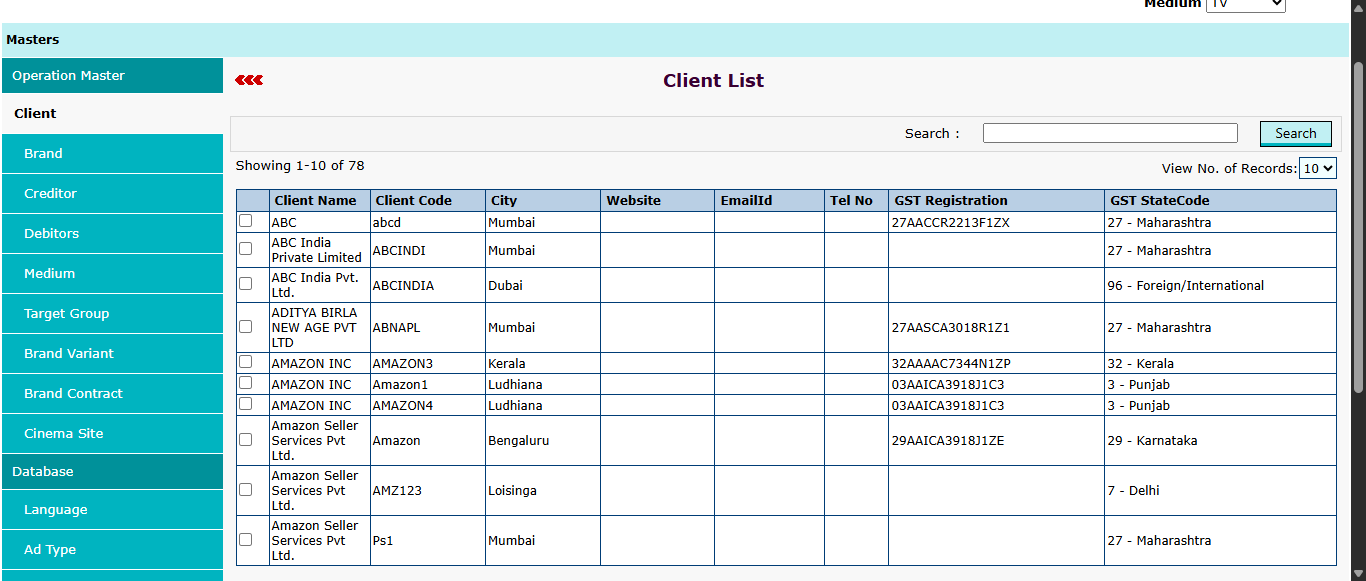 Medium TV
Masters
Operation Master
Client
Brand
Creditor
Debitors
Medium
Target Group
Brand Variant
Brand Contract
Cinema Site
Database
Language
Ad Type
Client List
Search : Search
Showing 1-10 of 78
View No. of Records: 10
Client Name Client Code City Website EmailId Tel No GST Registration GST StateCode
ABC abcd Mumbai 27AACCR2213F1ZX 27 - Maharashtra
ABC India
Private Limited ABCINDI Mumbai 27 - Maharashtra
ABC India Pvt.
Ltd. ABCINDIA Dubai 96 - Foreign/International
ADITYA BIRLA
NEW AGE PVT
LTD ABNAPL Mumbai 27AASCA3018R1Z1 27 - Maharashtra
AMAZON INC AMAZON3 Kerala 32AAAAC7344N1ZP 32 - Kerala
AMAZON INC Amazon1 Ludhiana 03AAICA3918J1C3 3 - Punjab
AMAZON INC AMAZON4 Ludhiana 03AAICA3918J1C3 3 - Punjab
Amazon Seller
Services Pvt
Ltd. Amazon Bengaluru 29AAICA3918J1ZE 29 - Karnataka
Amazon Seller
Services Pvt
Ltd. AMZ123 Loisinga 7 - Delhi
Amazon Seller
Services Pvt
Ltd. Ps1 Mumbai 27 - Maharashtra